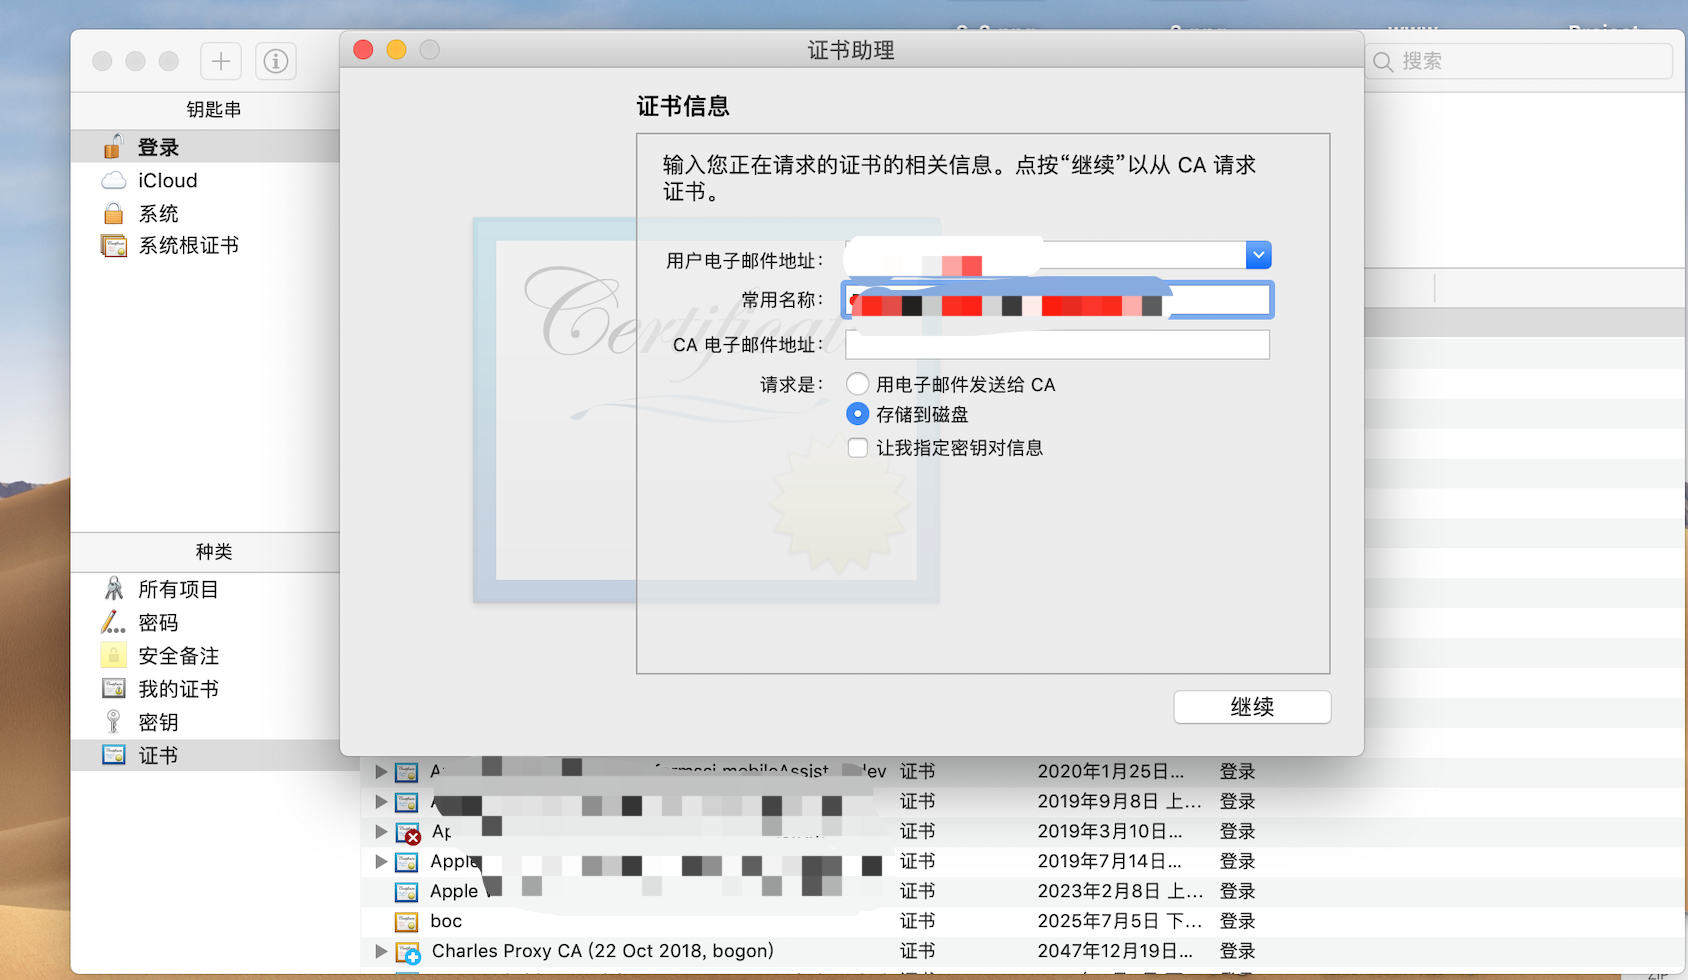 证书助理
搜索
钥匙串
登录
iCloud
系统
系统根证书
证书信息
输入您正在请求的证书的相关信息。点按“继续”以从 CA 请求
证书。
Certificat
用户电子邮件地址：
常用名称：
CA 电子邮件地址：
请求是：
用电子邮件发送给 CA
存储到磁盘
让我指定密钥对信息
继续
种类
所有项目
密码
安全备注
我的证书
密钥
证书
证书 2020年1月25日... 登录
证书 2019年9月8日 上... 登录
证书 2019年3月10日... 登录
Apple 证书 2019年7月14日... 登录
Apple 证书 2023年2月8日 上... 登录
boc 证书 2025年7月5日 下... 登录
Charles Proxy CA (22 Oct 2018, bogon) 证书 2047年12月19日... 登录